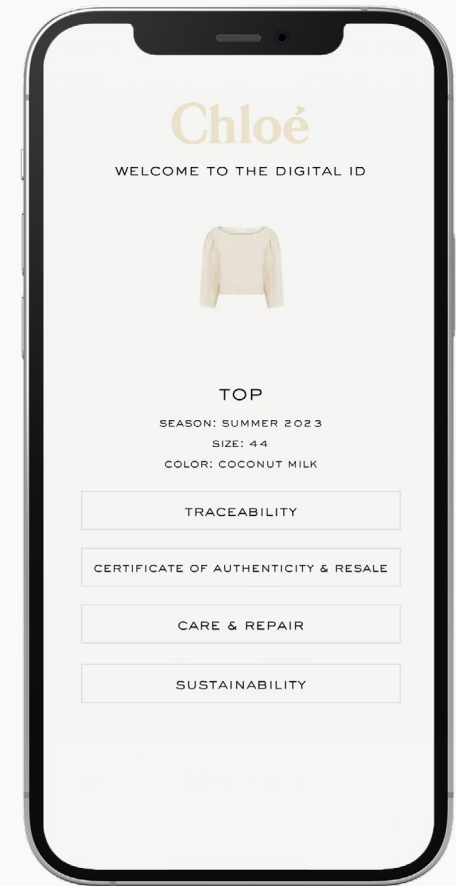 Chloé
WELCOME TO THE DIGITAL ID
TOP
SEASON: SUMMER 2023
SIZE: 44
COLOR: COCONUT MILK
TRACEABILITY
CERTIFICATE OF AUTHENTICITY & RESALE
CARE & REPAIR
SUSTAINABILITY